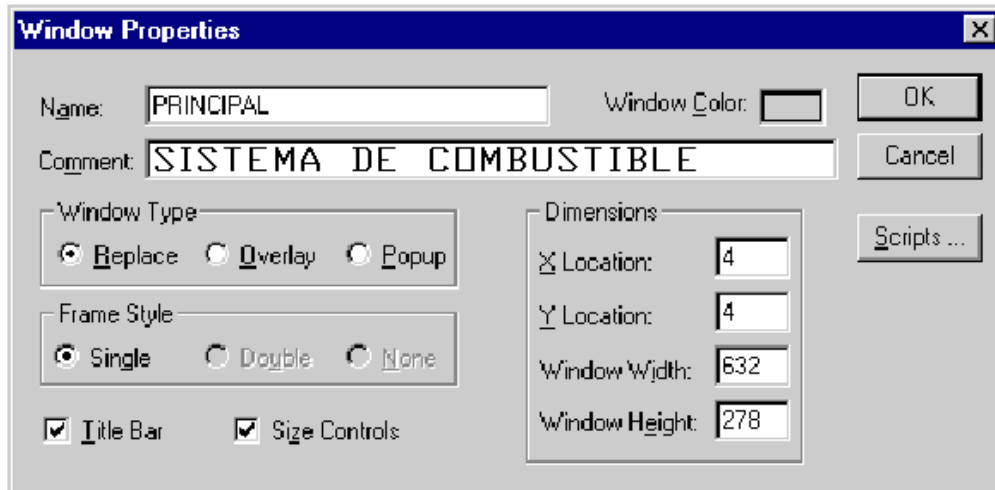 Window Properties
Name: PRINCIPAL Window Color: OK
Comment: SISTEMA DE COMBUSTIBLE Cancel
Window Type Dimensions Scripts ...
Replace Overlay Popup X Location: 4
Frame Style Y Location: 4
Single Double None Window Width: 632
Title Bar Size Controls Window Height: 278